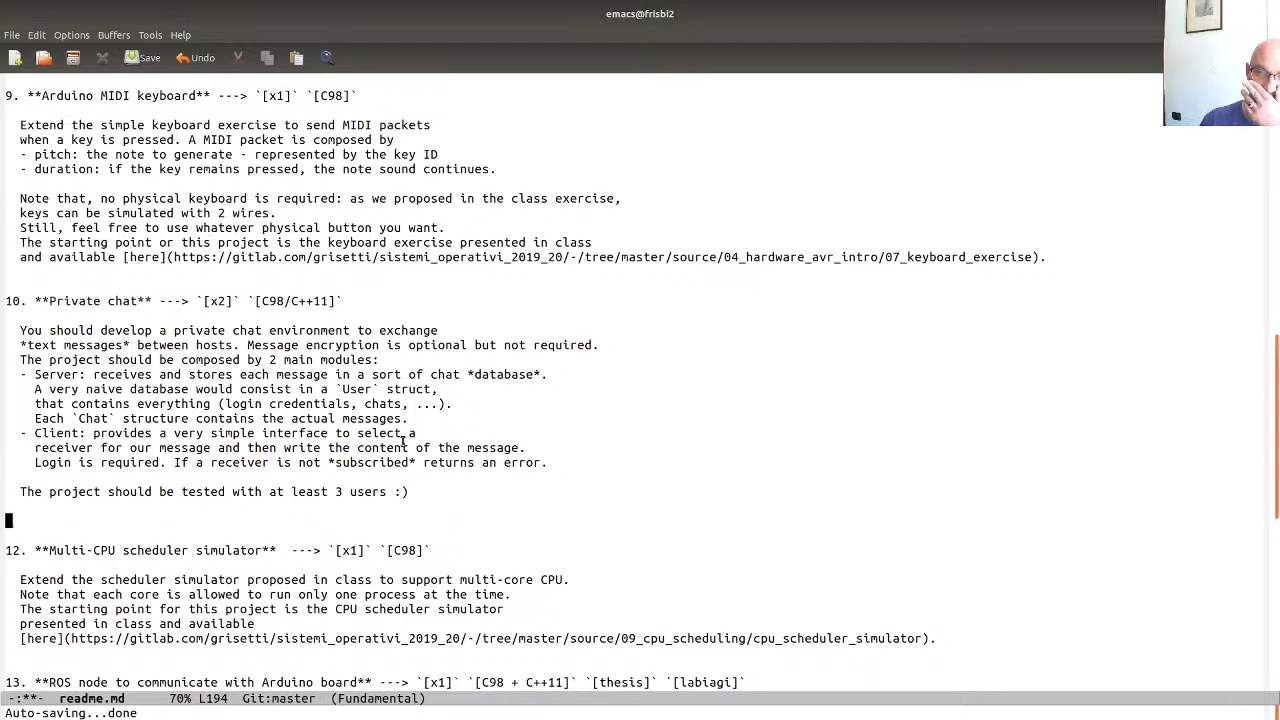 emacs@frisbi2
File Edit Options Buffers Tools Help
Save Undo
9. **Arduino MIDI keyboard** ---> `[x1]` `[C98]`
Extend the simple keyboard exercise to send MIDI packets
when a key is pressed. A MIDI packet is composed by
- pitch: the note to generate - represented by the key ID
- duration: if the key remains pressed, the note sound continues.
Note that, no physical keyboard is required: as we proposed in the class exercise,
keys can be simulated with 2 wires.
Still, feel free to use whatever physical button you want.
The starting point or this project is the keyboard exercise presented in class
and available [here](https://gitlab.com/grisetti/sistemi_operativi_2019_20/-/tree/master/source/04_hardware_avr_intro/07_keyboard_exercise).
10. **Private chat** ---> `[x2]` `[C98/C++11]`
You should develop a private chat environment to exchange
*text messages* between hosts. Message encryption is optional but not required.
The project should be composed by 2 main modules:
- Server: receives and stores each message in a sort of chat *database*.
A very naive database would consist in a `User` struct,
that contains everything (login credentials, chats, ...).
Each `Chat` structure contains the actual messages.
- Client: provides a very simple interface to select a
receiver for our message and then write the content of the message.
Login is required. If a receiver is not *subscribed* returns an error.
The project should be tested with at least 3 users :)
12. **Multi-CPU scheduler simulator** ---> `[x1]` `[C98]`
Extend the scheduler simulator proposed in class to support multi-core CPU.
Note that each core is allowed to run only one process at the time.
The starting point for this project is the CPU scheduler simulator
presented in class and available
[here](https://gitlab.com/grisetti/sistemi_operativi_2019_20/-/tree/master/source/09_cpu_scheduling/cpu_scheduler_simulator).
13. **ROS node to communicate with Arduino board** ---> `[x1]` `[C98 + C++11]` `[thesis]` `[labiagi]`
-:**- readme.md 70% L194 Git:master (Fundamental)
Auto-saving...done